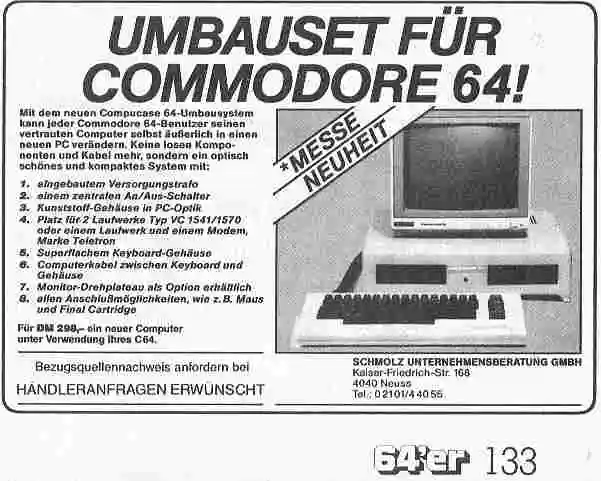 UMBAUSET FÜR
COMMODORE 64!
Mit dem neuen Compucase 64-Umbausystem
kann jeder Commodore 64-Benutzer seinen
vertrauten Computer selbst äußerlich in einen
neuen PC verändern. Keine losen Kompo-
nenten und Kabel mehr, sondern ein optisch
schönes und kompaktes System mit:
1. eingebautem Versorgungstrafo
2. einem zentralen An/Aus-Schalter
3. Kunststoff-Gehäuse in PC-Optik
4. Platz für 2 Laufwerke Typ VC 1541/1570
oder einem Laufwerk und einem Modem,
Marke Teletron
5. Superflachem Keyboard-Gehäuse
6. Computerkabel zwischen Keyboard und
Gehäuse
7. Monitor-Drehplateau als Option erhältlich
8. allen Anschlußmöglichkeiten, wie z.B. Maus
und Final Cartridge
Für DM 298,- ein neuer Computer
unter Verwendung Ihres C64.
*MESSE
NEUHEIT
Bezugsquellennachweis anfordern bei
HÄNDLERANFRAGEN ERWÜNSCHT
SCHMOLZ UNTERNEHMENSBERATUNG GMBH
Kaiser-Friedrich-Str. 168
4040 Neuss
Tel.: 02101/44055
64'er 133